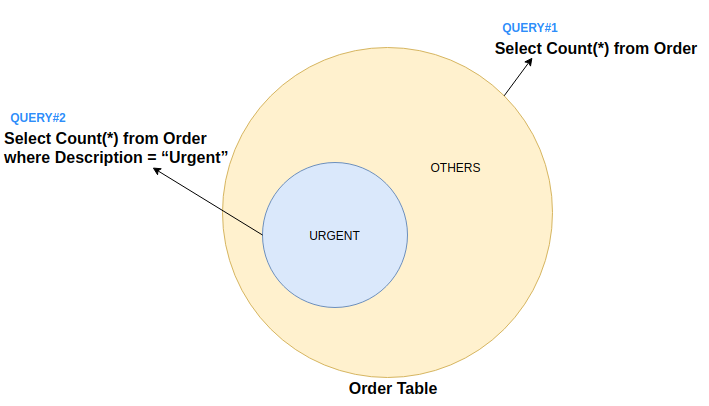 QUERY#1
Select Count(*) from Order
QUERY#2
Select Count(*) from Order
where Description = “Urgent”
OTHERS
URGENT
Order Table